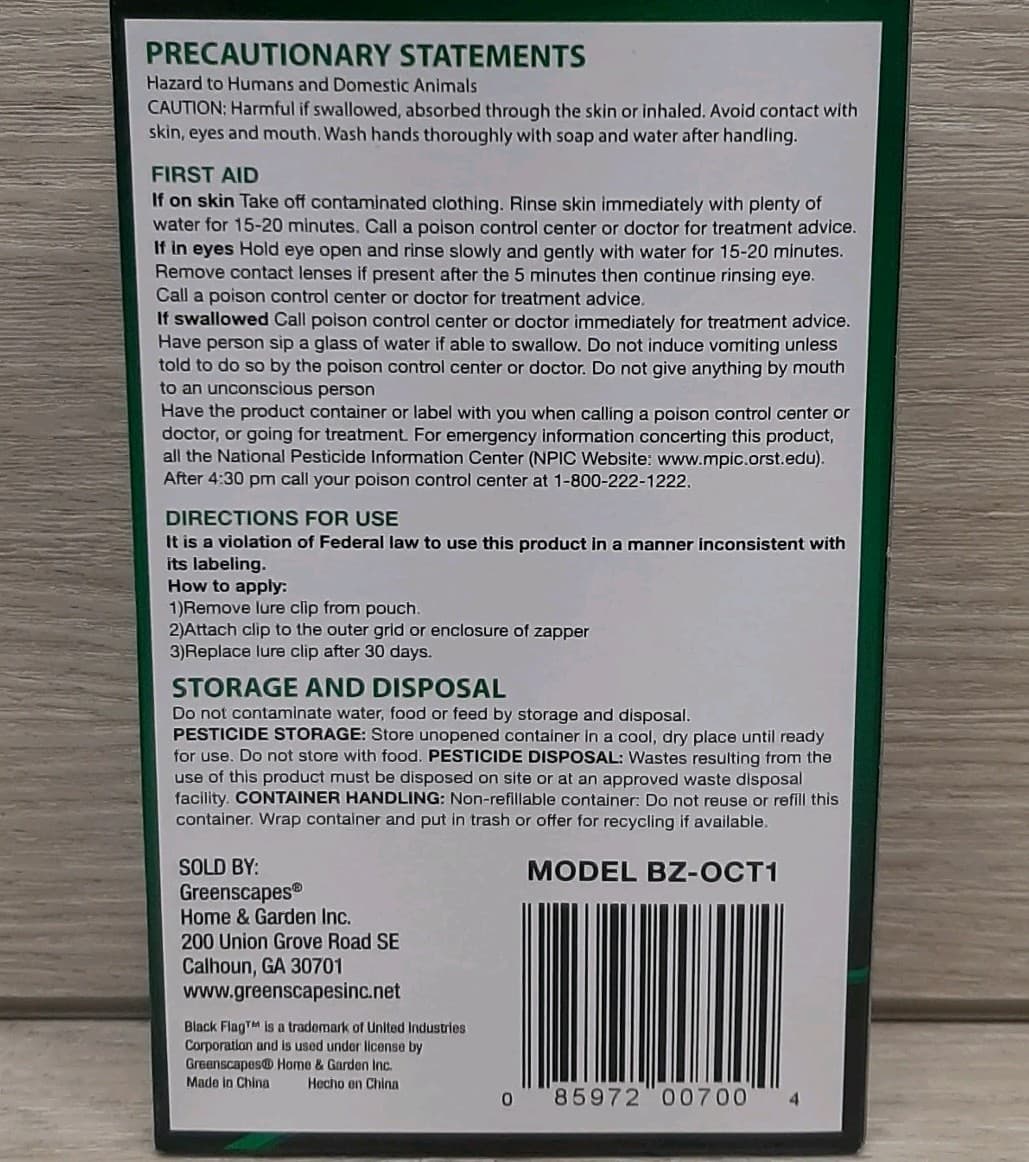 PRECAUTIONARY STATEMENTS
Hazard to Humans and Domestic Animals
CAUTION: Harmful if swallowed, absorbed through the skin or inhaled. Avoid contact with
skin, eyes and mouth. Wash hands thoroughly with soap and water after handling.
FIRST AID
If on skin Take off contaminated clothing. Rinse skin immediately with plenty of
water for 15-20 minutes. Call a poison control center or doctor for treatment advice.
If in eyes Hold eye open and rinse slowly and gently with water for 15-20 minutes.
Remove contact lenses if present after the 5 minutes then continue rinsing eye.
Call a poison control center or doctor for treatment advice.
If swallowed Call poison control center or doctor immediately for treatment advice.
Have person sip a glass of water if able to swallow. Do not induce vomiting unless
told to do so by the poison control center or doctor. Do not give anything by mouth
to an unconscious person
Have the product container or label with you when calling a poison control center or
doctor, or going for treatment. For emergency information concerting this product,
all the National Pesticide Information Center (NPIC Website: www.mpic.orst.edu).
After 4:30 pm call your poison control center at 1-800-222-1222.
DIRECTIONS FOR USE
It is a violation of Federal law to use this product in a manner inconsistent with
its labeling.
How to apply:
1)Remove lure clip from pouch.
2)Attach clip to the outer grid or enclosure of zapper
3)Replace lure clip after 30 days.
STORAGE AND DISPOSAL
Do not contaminate water, food or feed by storage and disposal.
PESTICIDE STORAGE: Store unopened container in a cool, dry place until ready
for use. Do not store with food. PESTICIDE DISPOSAL: Wastes resulting from the
use of this product must be disposed on site or at an approved waste disposal
facility. CONTAINER HANDLING: Non-refillable container: Do not reuse or refill this
container. Wrap container and put in trash or offer for recycling if available.
SOLD BY:
Greenscapes®
Home & Garden Inc.
200 Union Grove Road SE
Calhoun, GA 30701
www.greenscapesinc.net
Black Flag™ is a trademark of United Industries
Corporation and is used under license by
Greenscapes® Home & Garden Inc.
Made in China Hecho en China
MODEL BZ-OCT1
0 85972 00700 4